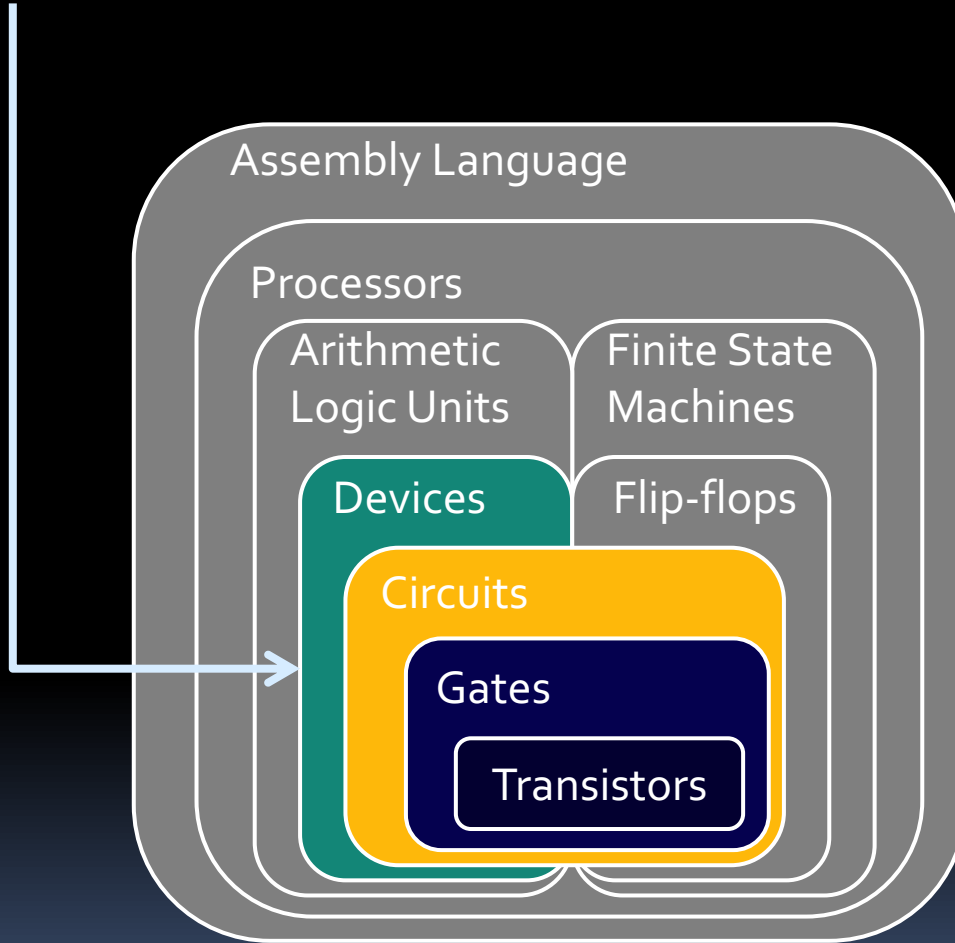 Assembly Language
Processors
Arithmetic
Logic Units
Finite State
Machines
Devices
Flip-flops
Circuits
Gates
Transistors